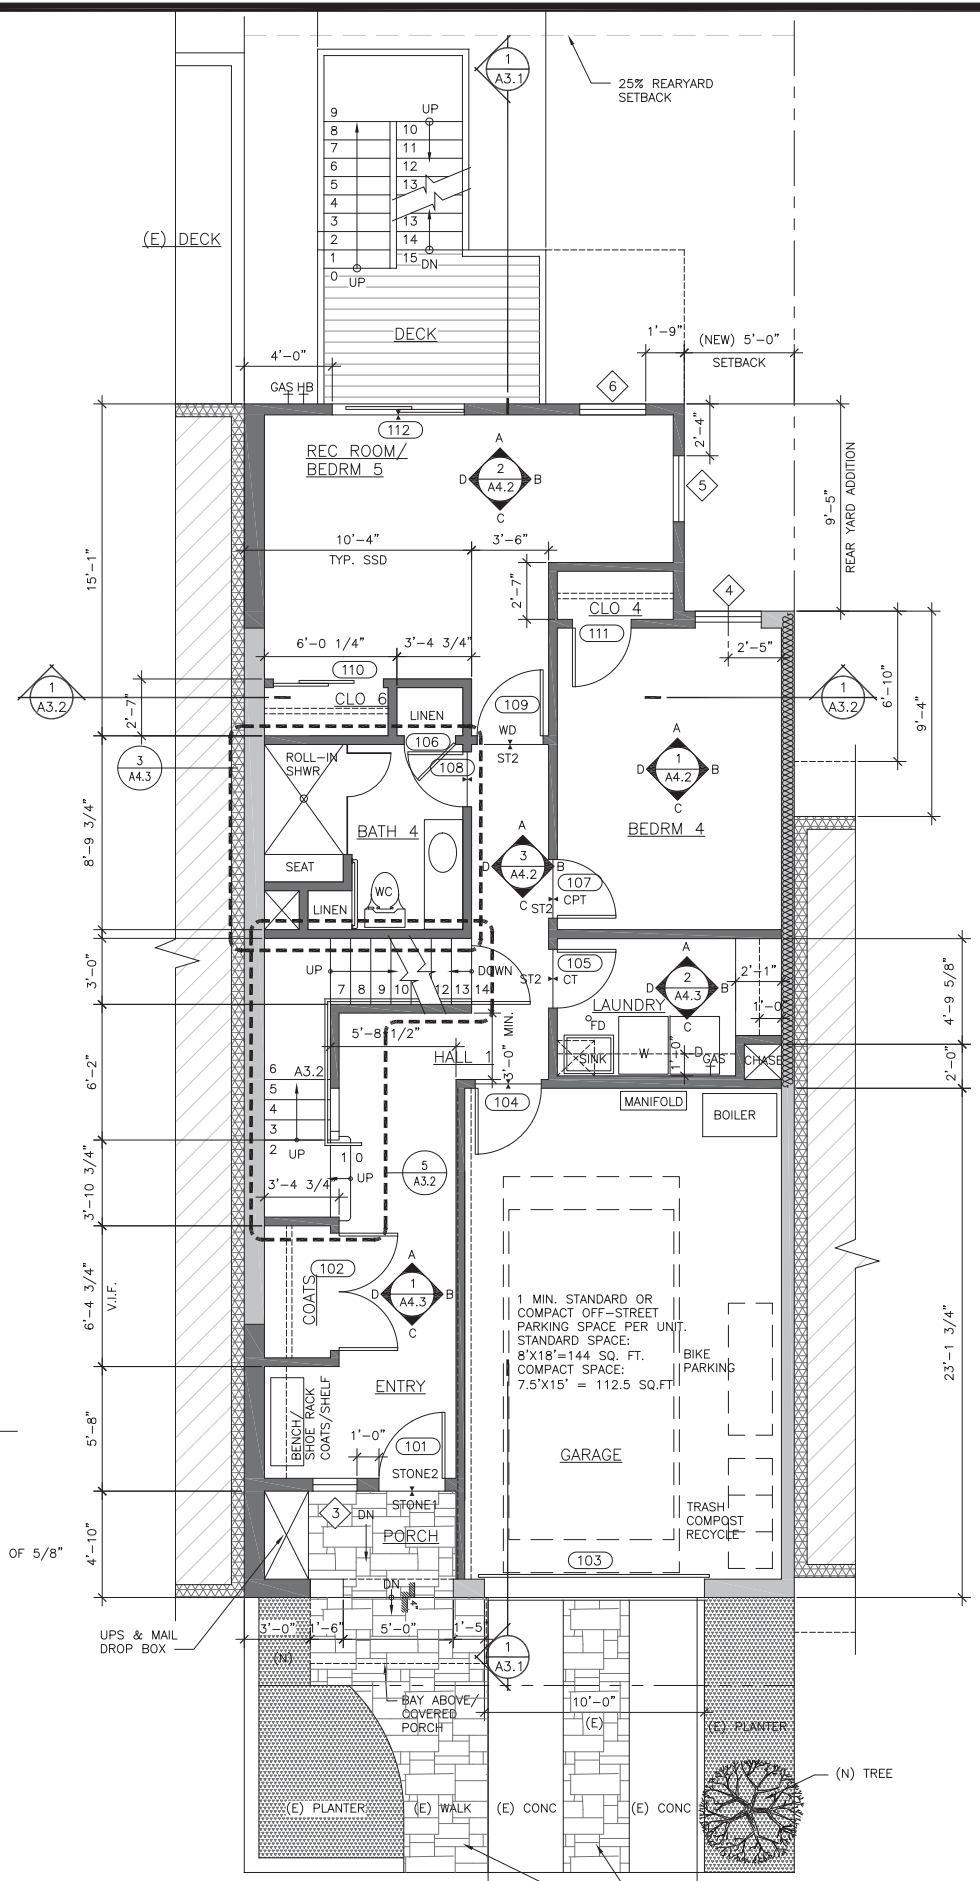 1
A3.1
25% REARYARD
SETBACK
9
8
7
6
5
4
3
2
1
0
UP
UP
10
11
12
13
13
14
15
DN
(E) DECK
DECK
4'-0"
1'-9"
(NEW) 5'-0"
SETBACK
GAS HB
6
112
REC ROOM/
BEDRM 5
A
D
2
A4.2
B
C
2'-4"
5
9'-5"
REAR YARD ADDITION
15'-1"
10'-4"
TYP. SSD
3'-6"
2'-7"
CLO 4
4
111
2'-5"
6'-0 1/4"
3'-4 3/4"
110
CLO 6
LINEN
109
WD
ST2
1
A3.2
2'-7"
1
A3.2
6'-10"
9'-4"
106
108
3
A4.3
ROLL-IN
SHWR
BATH 4
SEAT
WC
LINEN
8'-9 3/4"
A
D
1
A4.2
B
C
BEDRM 4
A
D
3
A4.2
B
C
ST2
107
CPT
3'-0"
UP
DOWN
7
8
9
10
12
13
14
ST2
105
CT
LAUNDRY
A
D
2
A4.3
B
C
2'-1"
1'-0
4'-9 5/8"
FD
SINK
W
D
1'-0"
GAS
CHASE
2'-0"
5'-8 1/2"
MIN.
3'-0"
HALL 1
6'-2"
104
MANIFOLD
BOILER
6
A3.2
5
4
3
2
UP
1
0
UP
3'-4 3/4"
5
A3.2
3'-10 3/4"
COATS
102
A
D
1
A4.3
B
C
6'-4 3/4"
V.I.F.
1 MIN. STANDARD OR
COMPACT OFF-STREET
PARKING SPACE PER UNIT.
STANDARD SPACE:
8'X18'=144 SQ. FT.
COMPACT SPACE:
7.5'X15' = 112.5 SQ.FT
BIKE
PARKING
23'-1 3/4"
ENTRY
BENCH/
SHOE RACK
COATS/SHELF
5'-8"
1'-0"
101
STONE2
STONE1
GARAGE
3
DN
PORCH
TRASH
COMPOST
RECYCLE
4'-10"
OF 5/8"
103
DN
4"
UPS & MAIL
DROP BOX
3'-0"
1'-6"
5'-0"
1'-5
(N)
1
A3.1
BAY ABOVE/
COVERED
PORCH
10'-0"
(E)
(E) PLANTER
(N) TREE
(E) PLANTER
(E) WALK
(E) CONC
(E) CONC